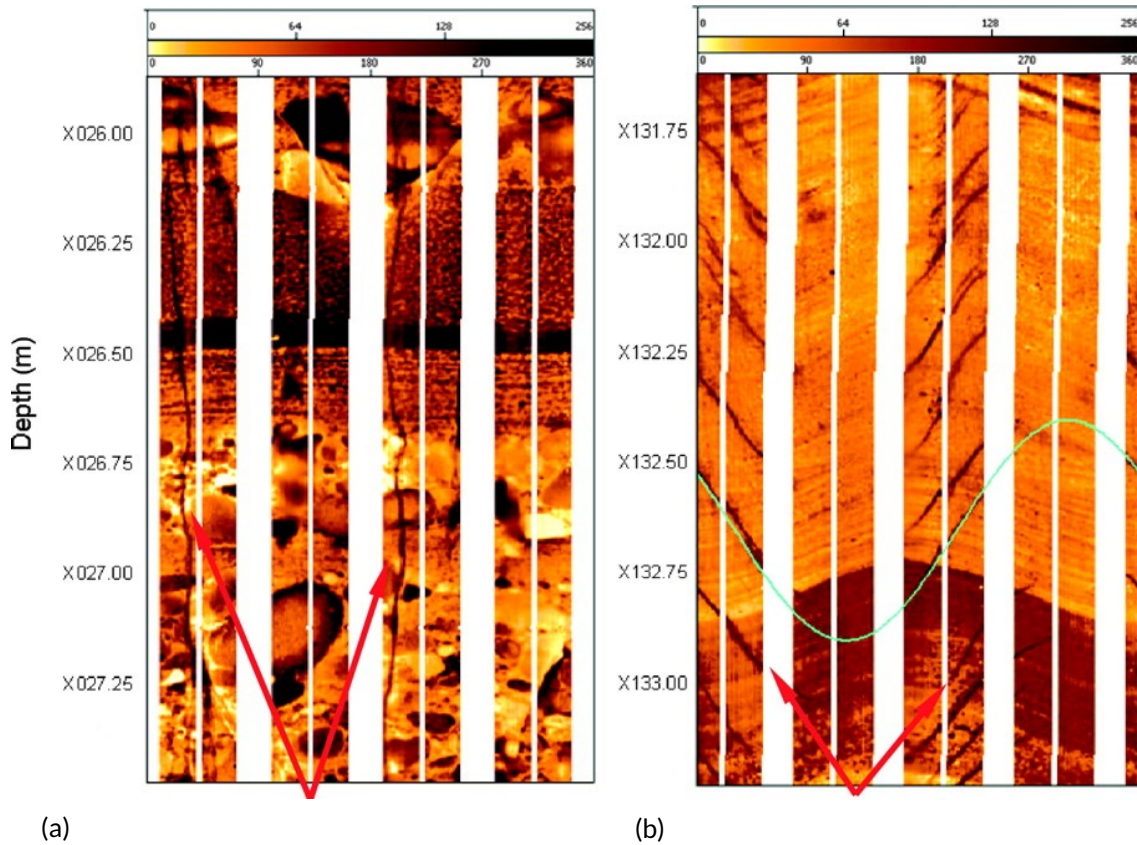 0 64 128 256
0 90 180 270 360
X026.00
X026.25
X026.50
X026.75
X027.00
X027.25
Depth (m)
(a)
0 64 128 256
0 90 180 270 360
X131.75
X132.00
X132.25
X132.50
X132.75
X133.00
(b)